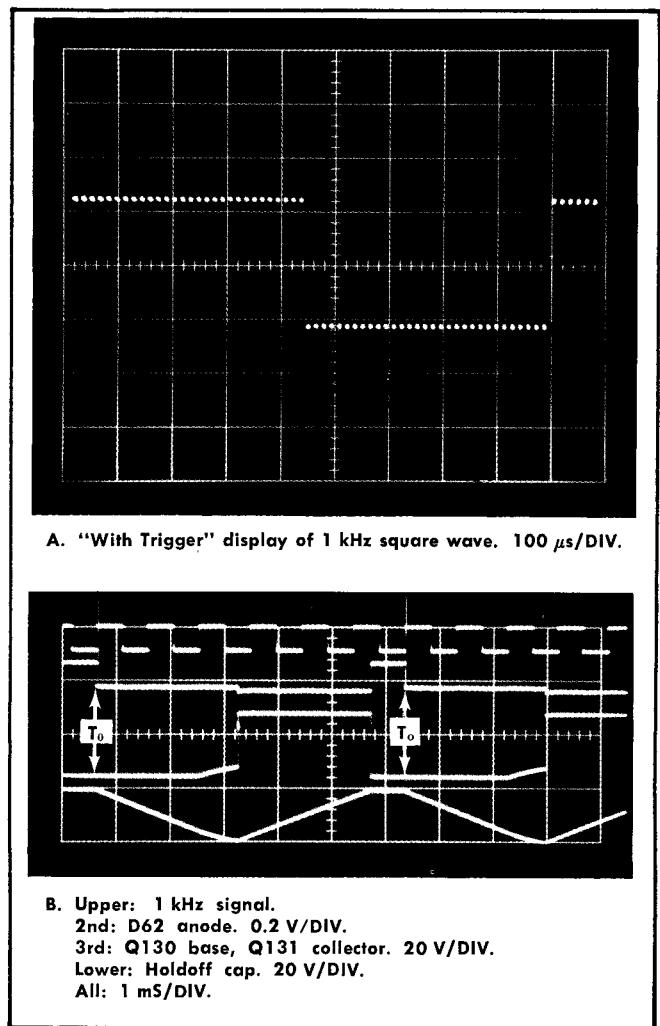 A. "With Trigger" display of 1 kHz square wave. 100 μs/DIV.
T₀ T₀
B. Upper: 1 kHz signal.
2nd: D62 anode. 0.2 V/DIV.
3rd: Q130 base, Q131 collector. 20 V/DIV.
Lower: Holdoff cap. 20 V/DIV.
All: 1 mS/DIV.